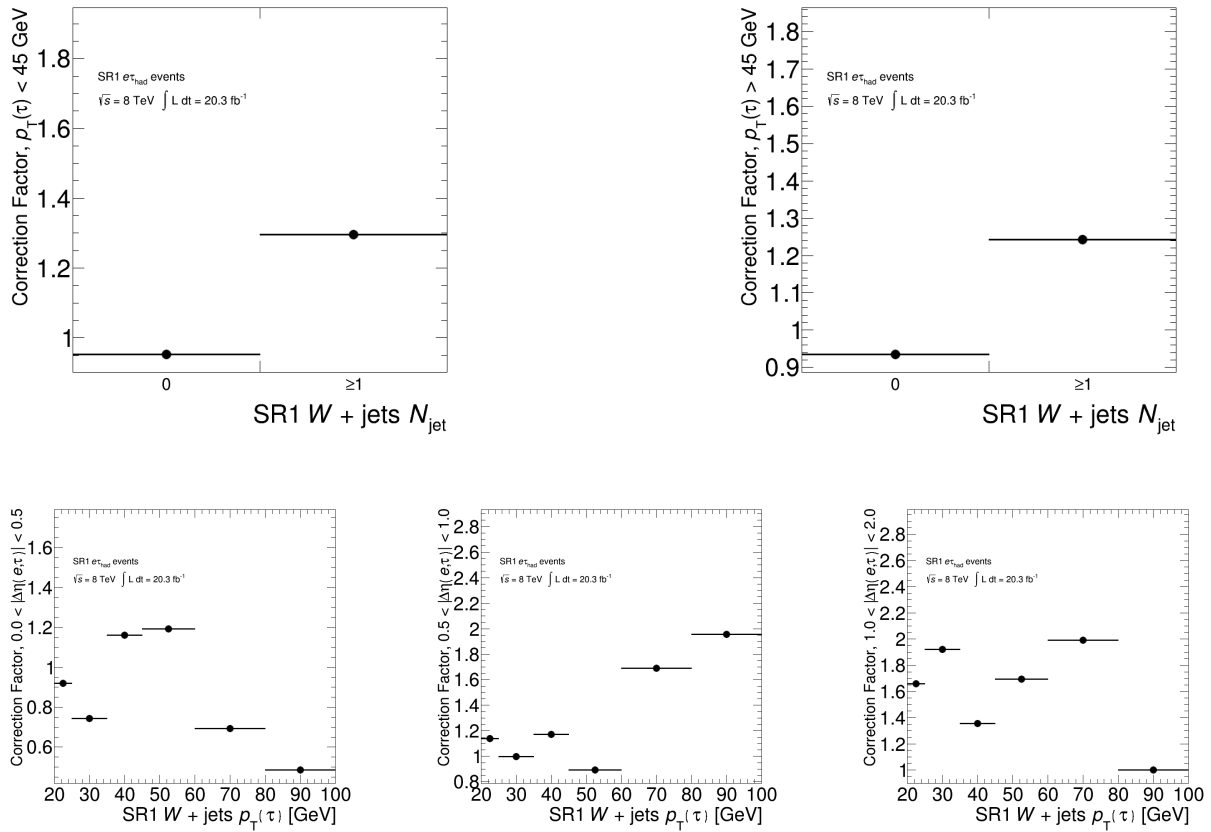 Correction Factor, p_T(τ) < 45 GeV
1.8
1.6
1.4
1.2
1
SR1 eτ_had events
√s = 8 TeV ∫ L dt = 20.3 fb⁻¹
0
≥1
SR1 W + jets N_jet
Correction Factor, p_T(τ) > 45 GeV
1.8
1.7
1.6
1.5
1.4
1.3
1.2
1.1
1
0.9
SR1 eτ_had events
√s = 8 TeV ∫ L dt = 20.3 fb⁻¹
0
≥1
SR1 W + jets N_jet
Correction Factor, 0.0 < |Δη(e,τ)| < 0.5
1.6
1.4
1.2
1
0.8
0.6
SR1 eτ_had events
√s = 8 TeV ∫ L dt = 20.3 fb⁻¹
20 30 40 50 60 70 80 90 100
SR1 W + jets p_T(τ) [GeV]
Correction Factor, 0.5 < |Δη(e,τ)| < 1.0
2.8
2.6
2.4
2.2
2
1.8
1.6
1.4
1.2
1
0.8
SR1 eτ_had events
√s = 8 TeV ∫ L dt = 20.3 fb⁻¹
20 30 40 50 60 70 80 90 100
SR1 W + jets p_T(τ) [GeV]
Correction Factor, 1.0 < |Δη(e,τ)| < 2.0
2.8
2.6
2.4
2.2
2
1.8
1.6
1.4
1.2
1
SR1 eτ_had events
√s = 8 TeV ∫ L dt = 20.3 fb⁻¹
20 30 40 50 60 70 80 90 100
SR1 W + jets p_T(τ) [GeV]